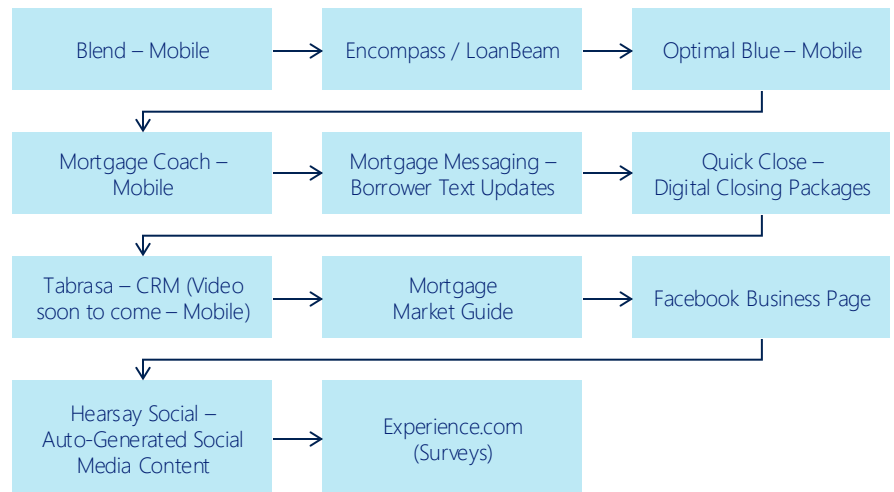 Blend – Mobile
Encompass / LoanBeam
Optimal Blue – Mobile
Mortgage Coach –
Mobile
Mortgage Messaging –
Borrower Text Updates
Quick Close –
Digital Closing Packages
Tabrasa – CRM (Video
soon to come – Mobile)
Mortgage
Market Guide
Facebook Business Page
Hearsay Social –
Auto-Generated Social
Media Content
Experience.com
(Surveys)